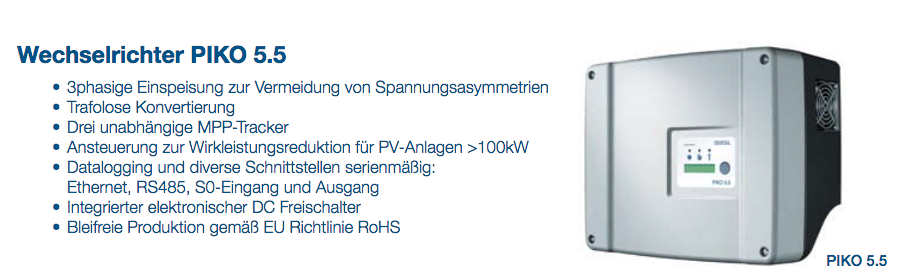 Wechselrichter PIKO 5.5
• 3phasige Einspeisung zur Vermeidung von Spannungsasymmetrien
• Trafolose Konvertierung
• Drei unabhängige MPP-Tracker
• Ansteuerung zur Wirkleistungsreduktion für PV-Anlagen >100kW
• Datalogging und diverse Schnittstellen serienmäßig:
Ethernet, RS485, S0-Eingang und Ausgang
• Integrierter elektronischer DC Freischalter
• Bleifreie Produktion gemäß EU Richtlinie RoHS
PIKO 5.5
PIKO 5.5